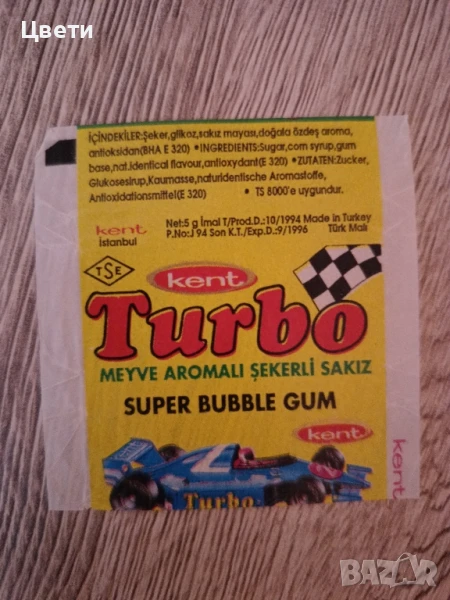 Цвети
İÇİNDEKİLER:Şeker,glikoz,sakız mayası,doğala özdeş aroma,
antioksidan(BHA E 320) •INGREDIENTS:Sugar,corn syrup,gum
base,nat.identical flavour,antioxydant(E 320) •ZUTATEN:Zucker,
Glukosesirup,Kaumasse,naturidentische Aromastoffe,
Antioxidationsmittel(E 320) • TS 8000'e uygundur.
kent
İstanbul
Net:5 g İmal T/Prod.D.:10/1994 Made in Turkey
P.No:J 94 Son K.T./Exp.D.:9/1996 Türk Malı
TSE
kent
Turbo
MEYVE AROMALI ŞEKERLİ SAKIZ
SUPER BUBBLE GUM
kent
kent
Turbo
BAZAR
bg